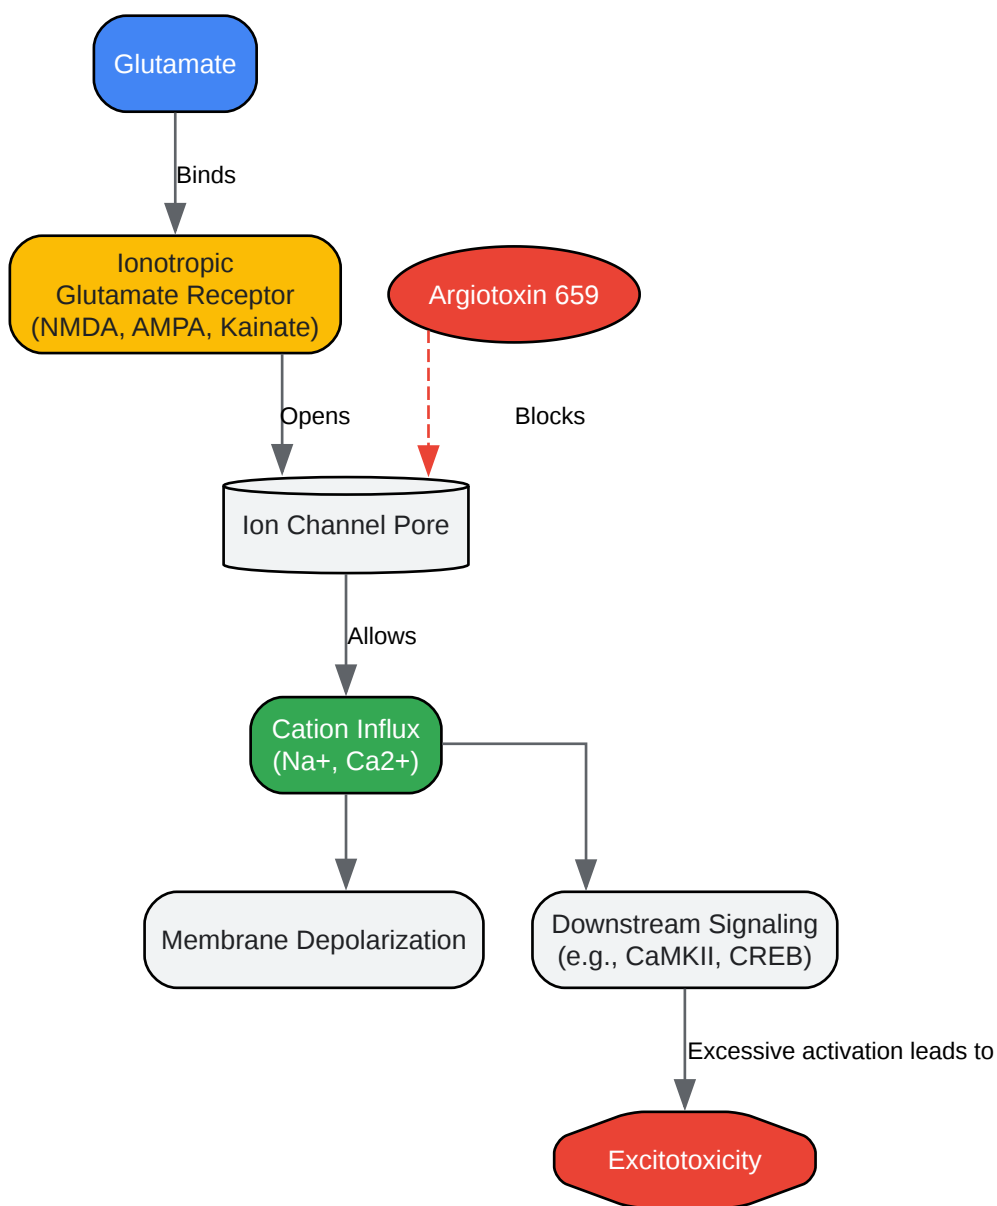 Glutamate
Binds
Ionotropic
Glutamate Receptor
(NMDA, AMPA, Kainate)
Argiotoxin 659
Opens
Blocks
Ion Channel Pore
Allows
Cation Influx
(Na+, Ca2+)
Membrane Depolarization
Downstream Signaling
(e.g., CaMKII, CREB)
Excessive activation leads to
Excitotoxicity